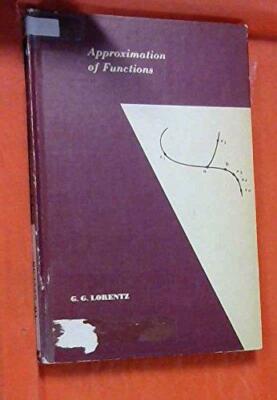 Approximation
of Functions
G. G. LORENTZ